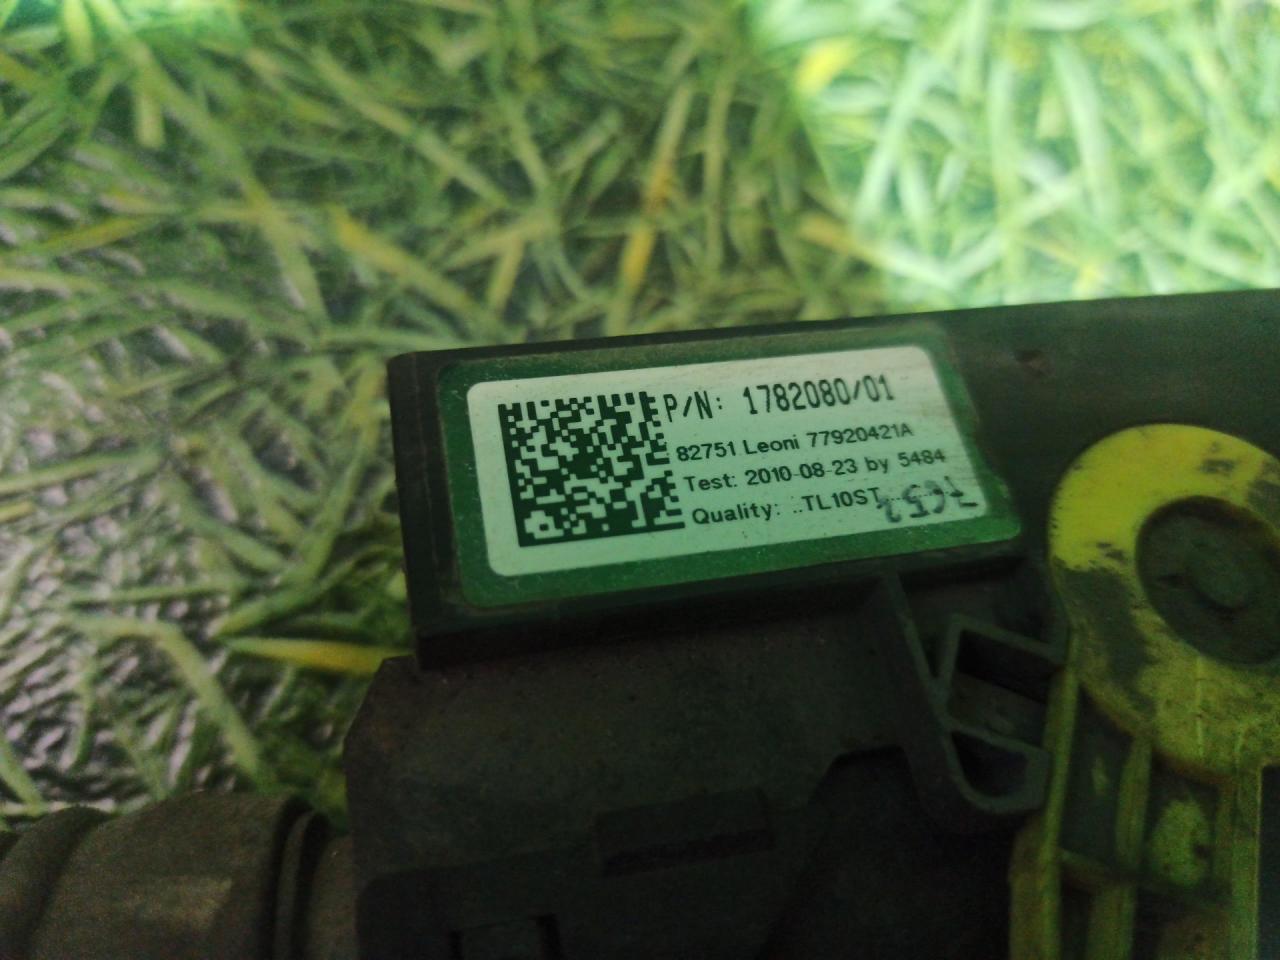 P/N: 1782080/01
82751 Leoni 77920421A
Test: 2010-08-23 by 5484
Quality: ..TL10ST